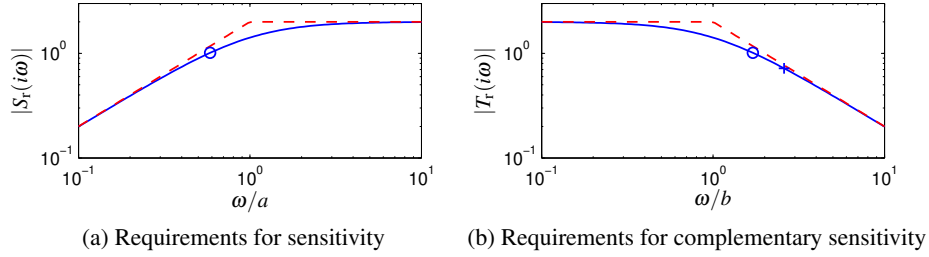 |S_r(iω)|
10^0
10^-1
10^-1 10^0 10^1
ω/a
(a) Requirements for sensitivity
|T_r(iω)|
10^0
10^-1
10^-1 10^0 10^1
ω/b
(b) Requirements for complementary sensitivity